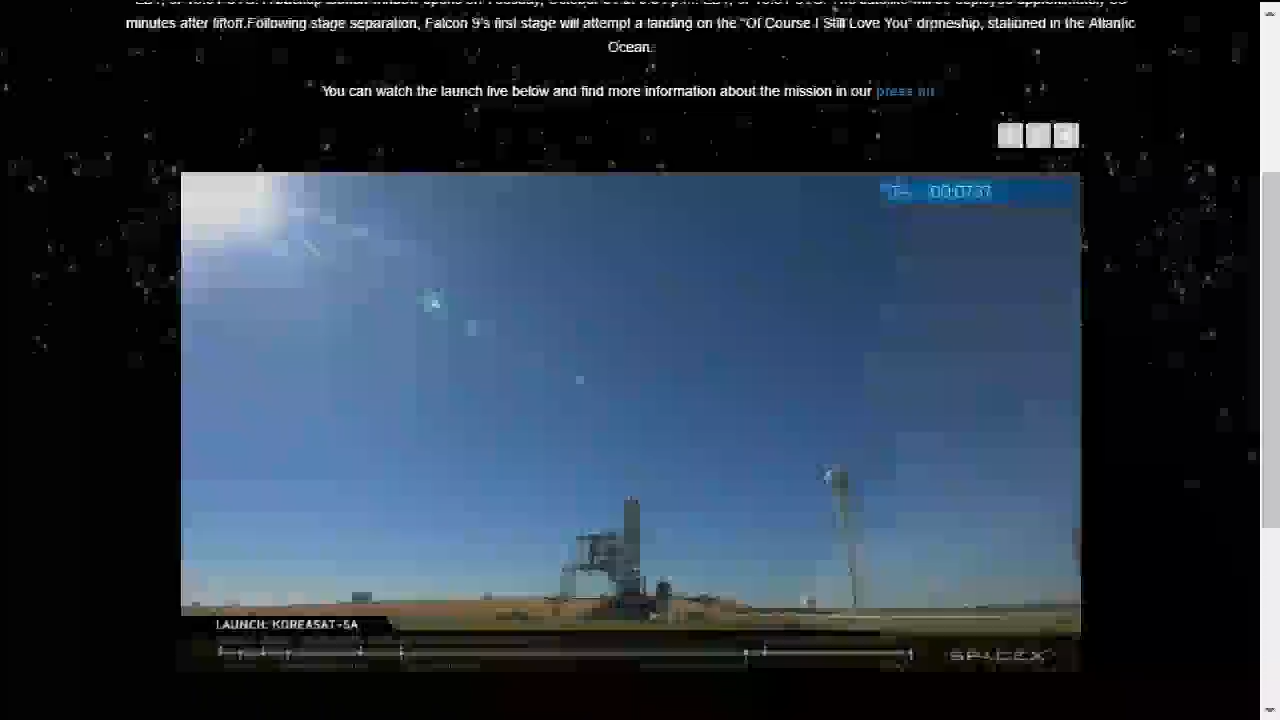 minutes after liftoff. Following stage separation, Falcon 9's first stage will attempt a landing on the "Of Course I Still Love You" droneship, stationed in the Atlantic
Ocean.
You can watch the launch live below and find more information about the mission in our press kit
T- 00:07:37
LAUNCH: KOREASAT-5A
SPACEX